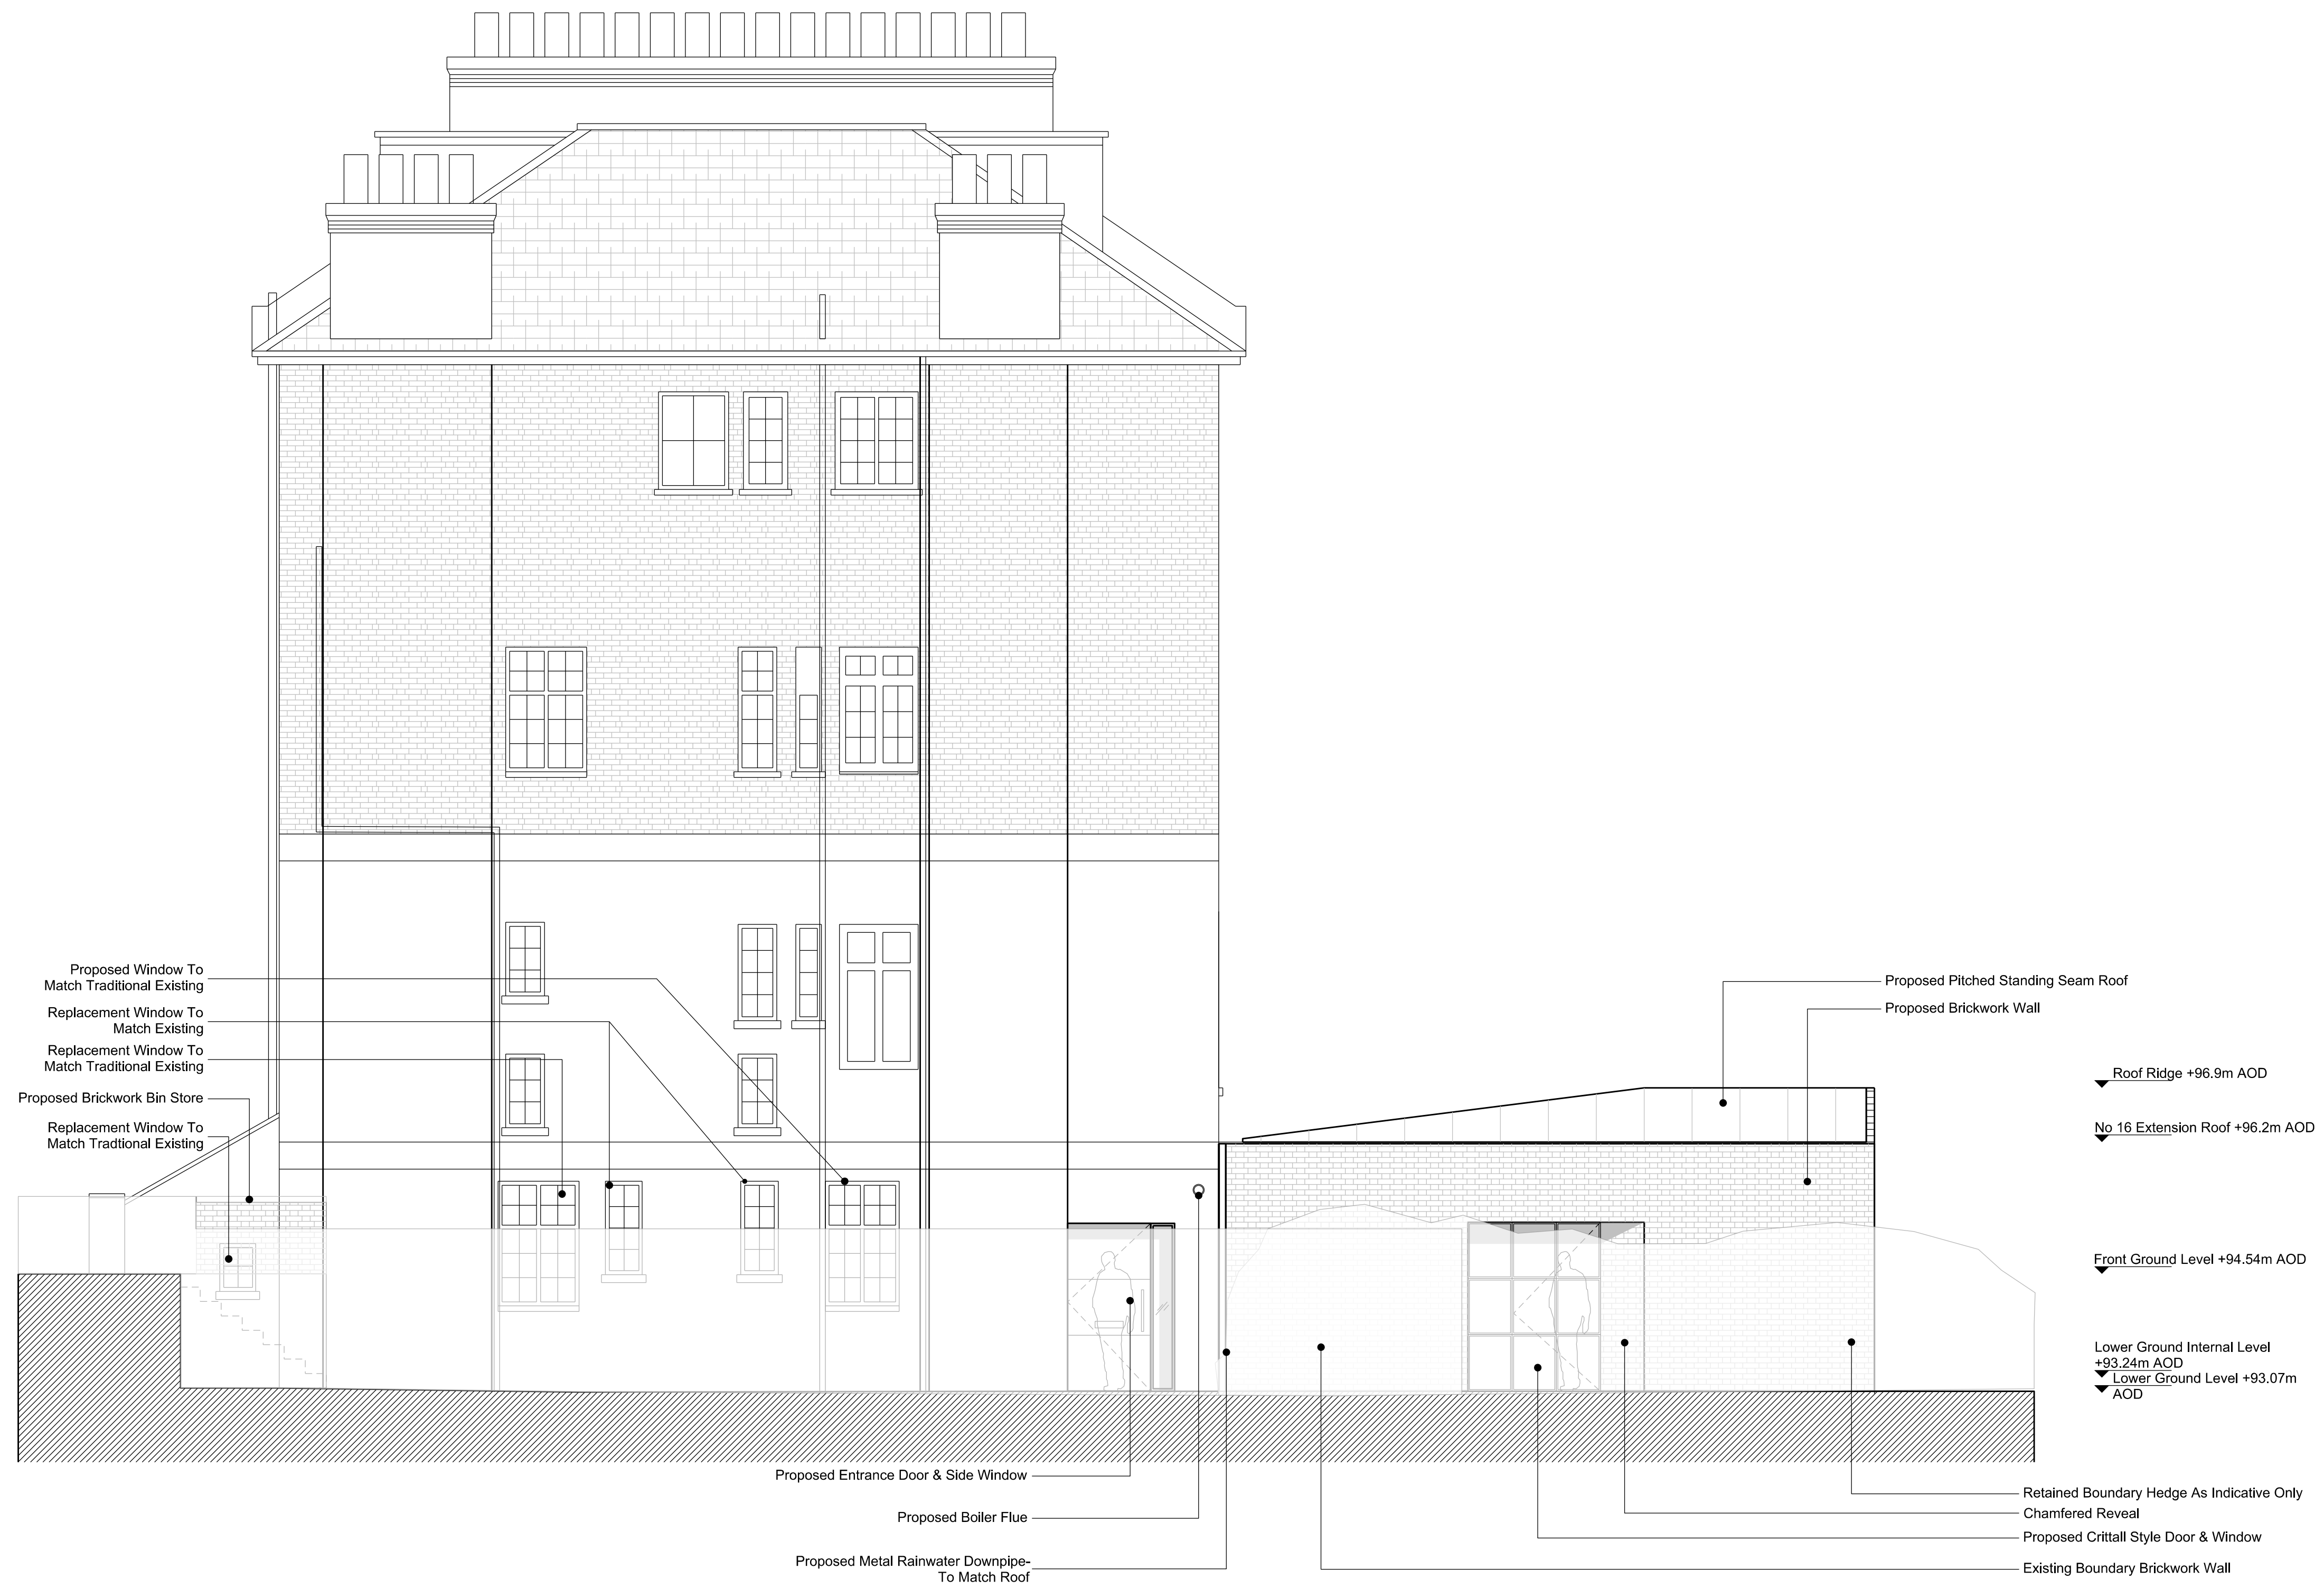 Proposed Window To
Match Traditional Existing
Replacement Window To
Match Existing
Replacement Window To
Match Traditional Existing
Proposed Brickwork Bin Store
Replacement Window To
Match Tradtional Existing
Proposed Pitched Standing Seam Roof
Proposed Brickwork Wall
Roof Ridge +96.9m AOD
No 16 Extension Roof +96.2m AOD
Front Ground Level +94.54m AOD
Lower Ground Internal Level
+93.24m AOD
Lower Ground Level +93.07m
AOD
Proposed Entrance Door & Side Window
Proposed Boiler Flue
Proposed Metal Rainwater Downpipe-
To Match Roof
Retained Boundary Hedge As Indicative Only
Chamfered Reveal
Proposed Crittall Style Door & Window
Existing Boundary Brickwork Wall